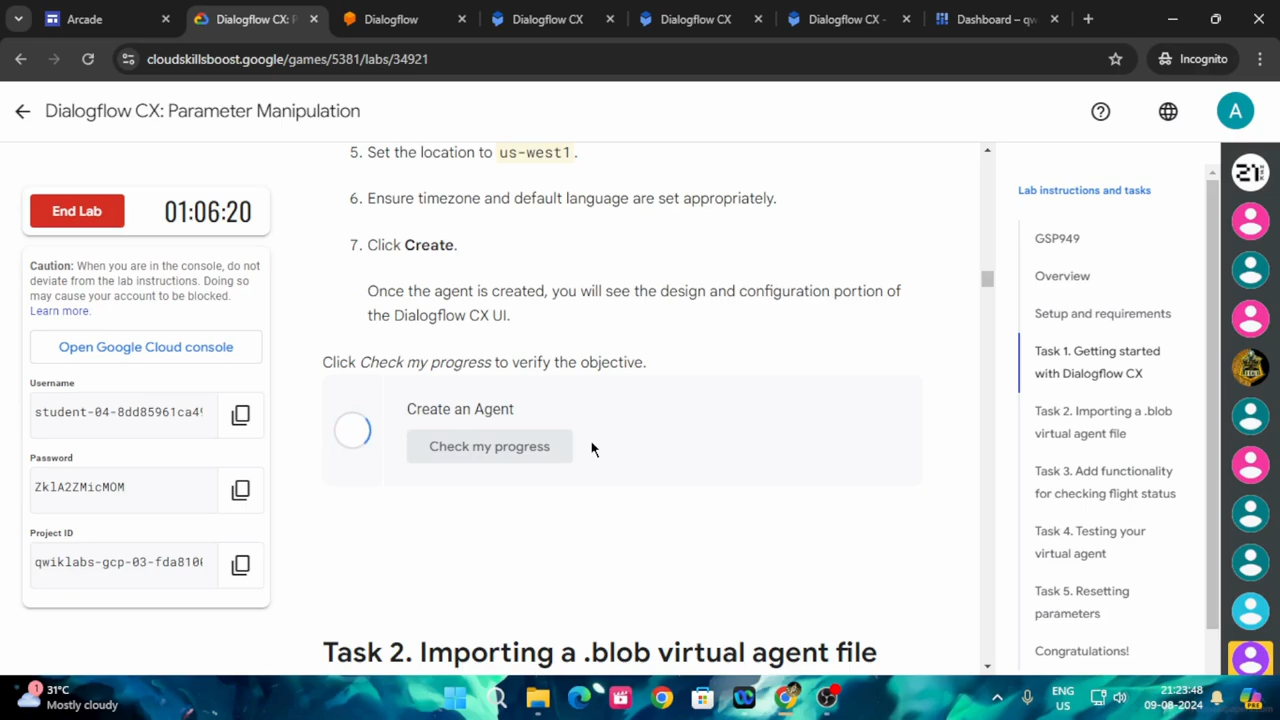 Arcade
Dialogflow CX: P
Dialogflow
Dialogflow CX
Dialogflow CX
Dialogflow CX -
Dashboard – qw
cloudskillsboost.google/games/5381/labs/34921
Incognito
Dialogflow CX: Parameter Manipulation
A
End Lab
01:06:20
Caution: When you are in the console, do not
deviate from the lab instructions. Doing so
may cause your account to be blocked.
Learn more.
Open Google Cloud console
Username
student-04-8dd85961ca49
Password
ZklA2ZMicMOM
Project ID
qwiklabs-gcp-03-fda8106
5. Set the location to us-west1.
6. Ensure timezone and default language are set appropriately.
7. Click Create.
Once the agent is created, you will see the design and configuration portion of
the Dialogflow CX UI.
Click Check my progress to verify the objective.
Create an Agent
Check my progress
Task 2. Importing a .blob virtual agent file
Lab instructions and tasks
GSP949
Overview
Setup and requirements
Task 1. Getting started
with Dialogflow CX
Task 2. Importing a .blob
virtual agent file
Task 3. Add functionality
for checking flight status
Task 4. Testing your
virtual agent
Task 5. Resetting
parameters
Congratulations!
1
31°C
Mostly cloudy
ENG
US
21:23:48
09-08-2024
PRE